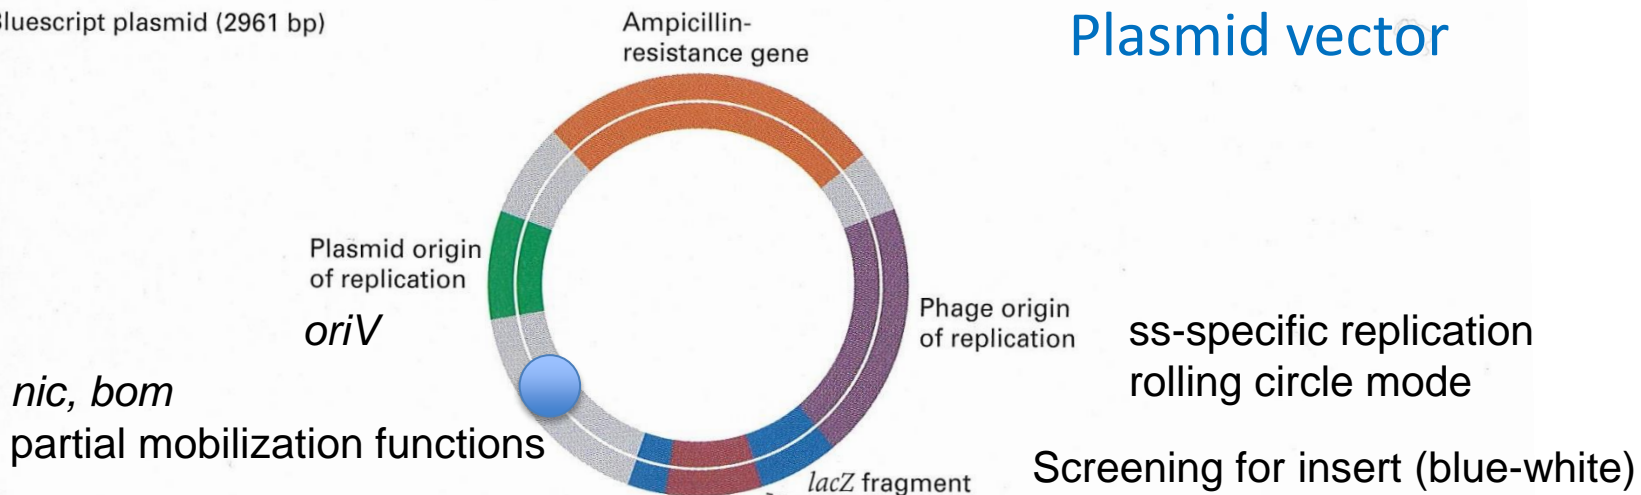 luescript plasmid (2961 bp)
Ampicillin-
resistance gene
Plasmid vector
Plasmid origin
of replication
oriV
Phage origin
of replication
ss-specific replication
rolling circle mode
nic, bom
partial mobilization functions
lacZ fragment
Screening for insert (blue-white)